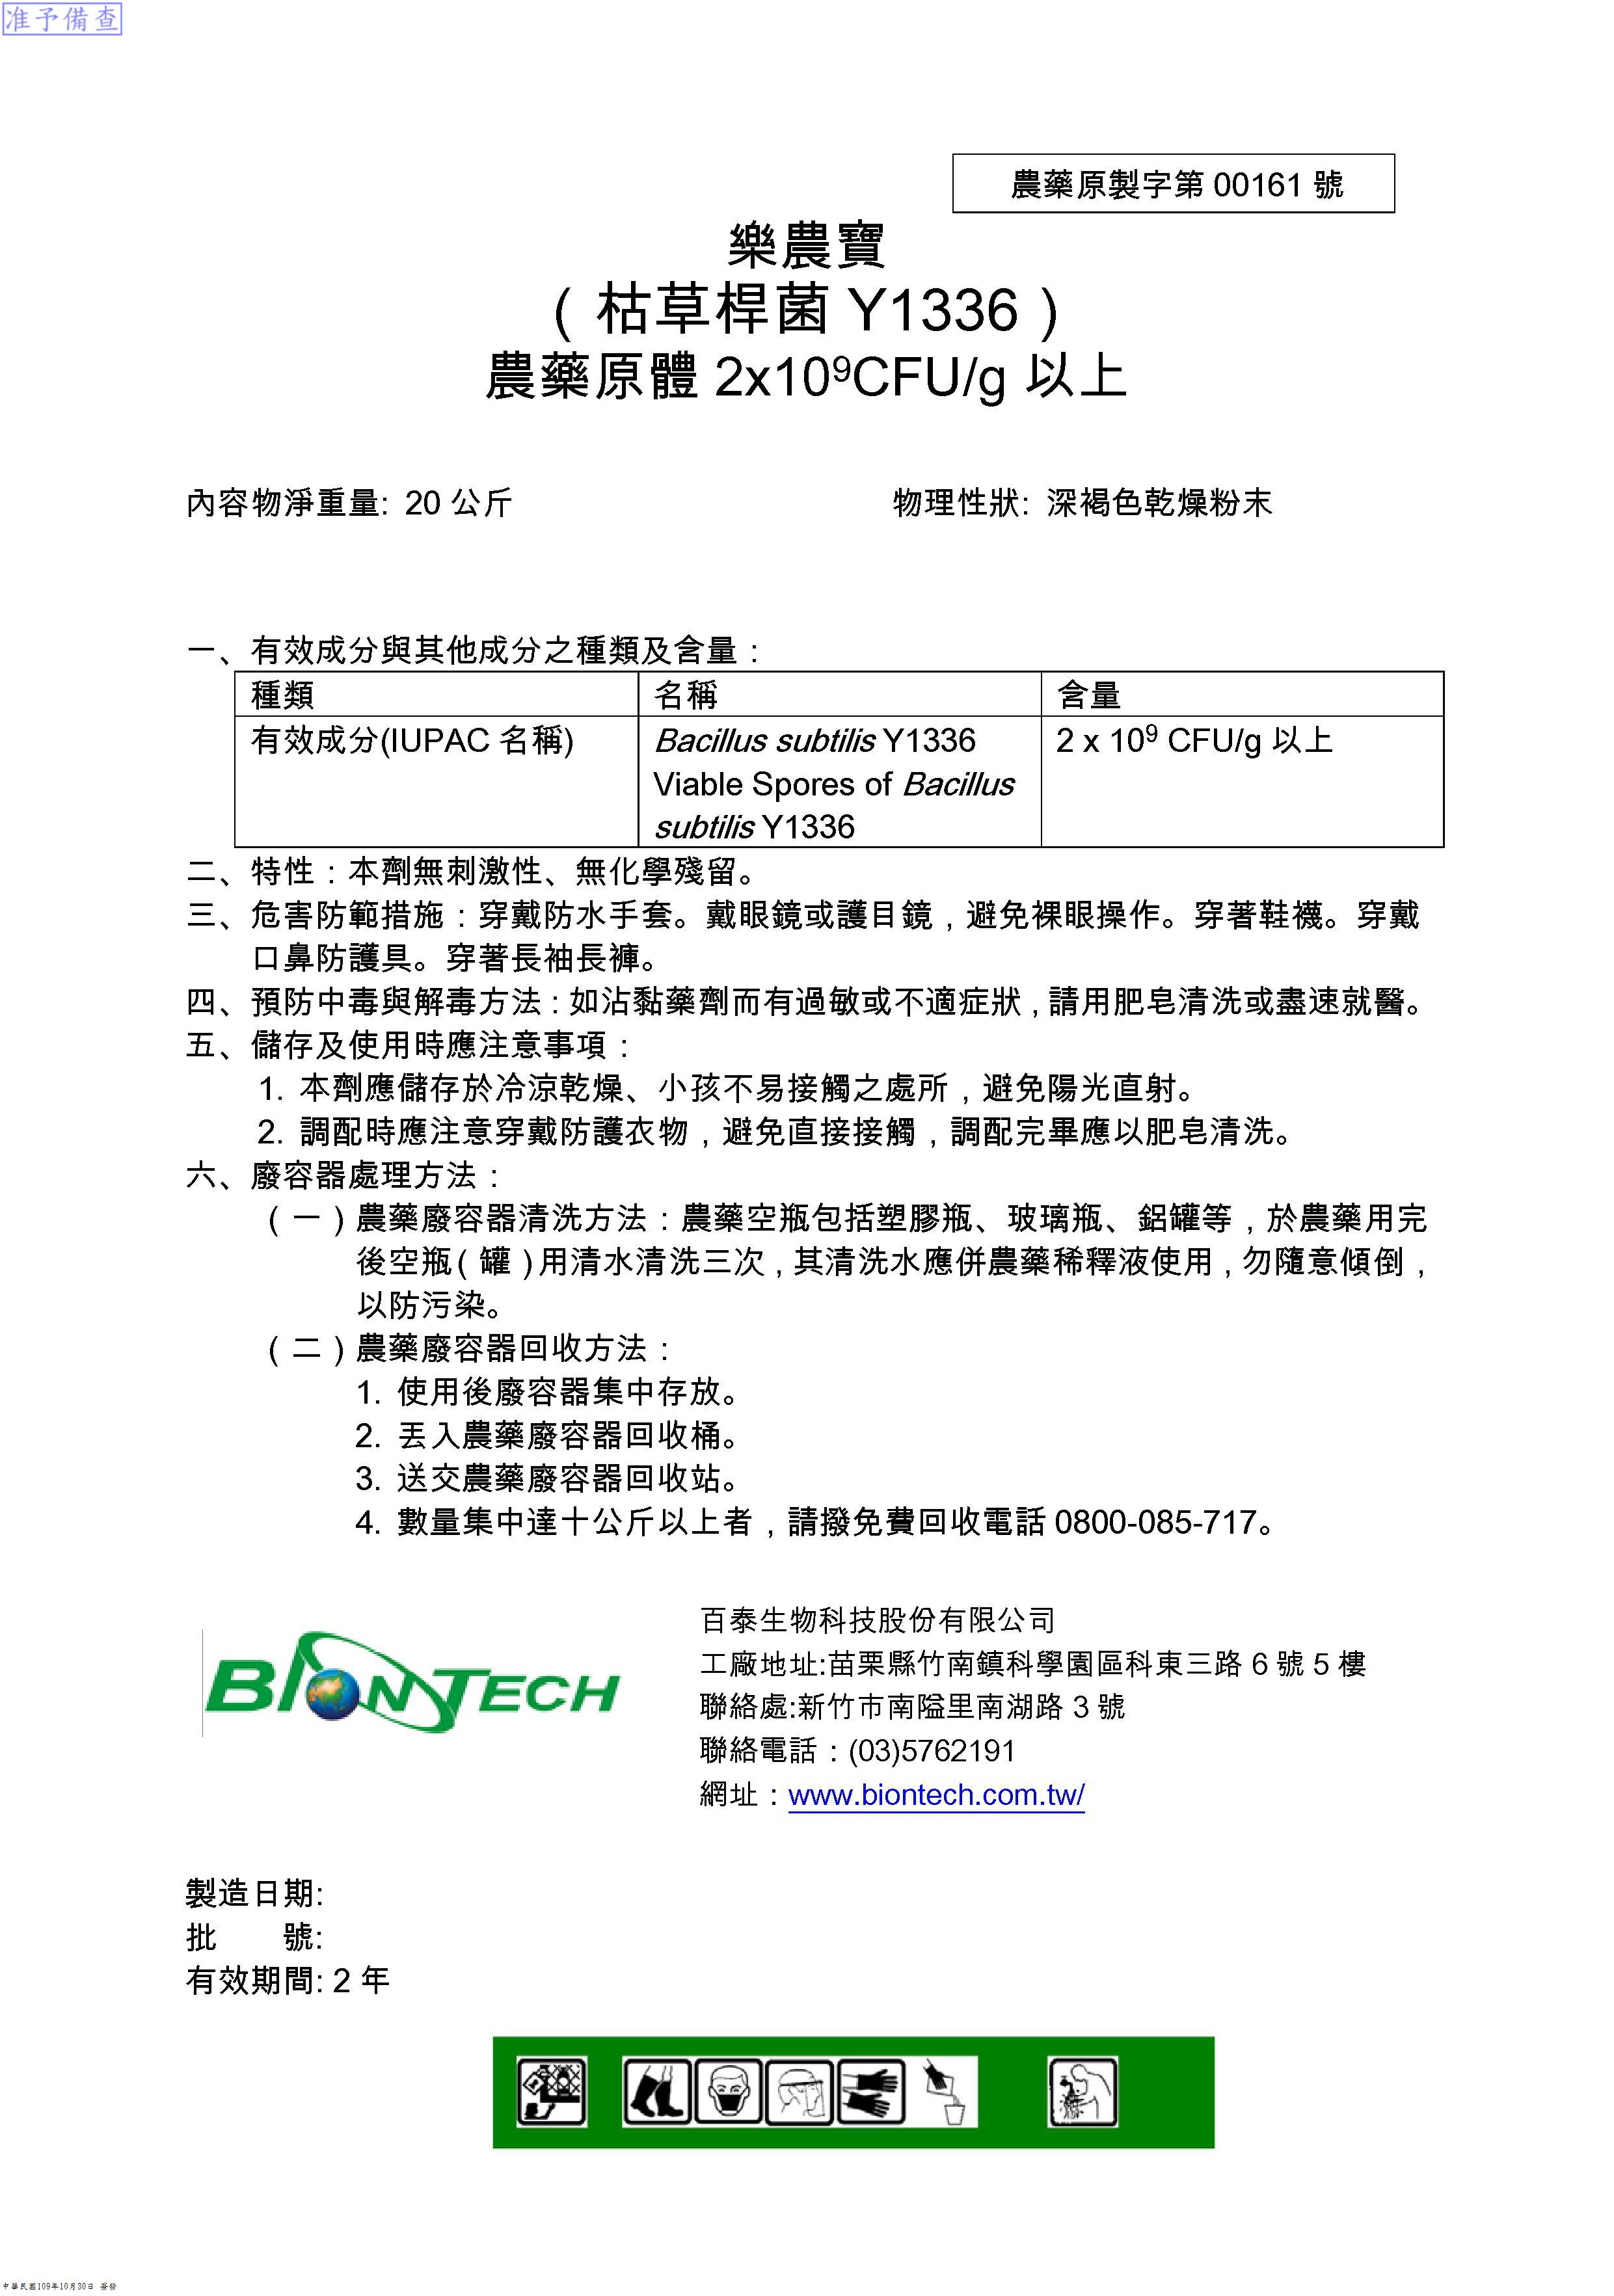 准予備查
農藥原製字第 00161 號
樂農寶
（枯草桿菌 Y1336）
農藥原體 2x10⁹CFU/g 以上
內容物淨重量: 20 公斤 物理性狀: 深褐色乾燥粉末
一、有效成分與其他成分之種類及含量：
種類 名稱 含量
有效成分(IUPAC 名稱) Bacillus subtilis Y1336 2 x 10⁹ CFU/g 以上
Viable Spores of Bacillus
subtilis Y1336
二、特性：本劑無刺激性、無化學殘留。
三、危害防範措施：穿戴防水手套。戴眼鏡或護目鏡，避免裸眼操作。穿著鞋襪。穿戴
口鼻防護具。穿著長袖長褲。
四、預防中毒與解毒方法：如沾黏藥劑而有過敏或不適症狀，請用肥皂清洗或盡速就醫。
五、儲存及使用時應注意事項：
1. 本劑應儲存於冷涼乾燥、小孩不易接觸之處所，避免陽光直射。
2. 調配時應注意穿戴防護衣物，避免直接接觸，調配完畢應以肥皂清洗。
六、廢容器處理方法：
（一）農藥廢容器清洗方法：農藥空瓶包括塑膠瓶、玻璃瓶、鋁罐等，於農藥用完
後空瓶（罐）用清水清洗三次，其清洗水應併農藥稀釋液使用，勿隨意傾倒，
以防污染。
（二）農藥廢容器回收方法：
1. 使用後廢容器集中存放。
2. 丟入農藥廢容器回收桶。
3. 送交農藥廢容器回收站。
4. 數量集中達十公斤以上者，請撥免費回收電話 0800-085-717。
BIONTECH
百泰生物科技股份有限公司
工廠地址:苗栗縣竹南鎮科學園區科東三路 6 號 5 樓
聯絡處:新竹市南隘里南湖路 3 號
聯絡電話：(03)5762191
網址：www.biontech.com.tw/
製造日期:
批 號:
有效期間: 2 年
中華民國109年10月30日 簽發